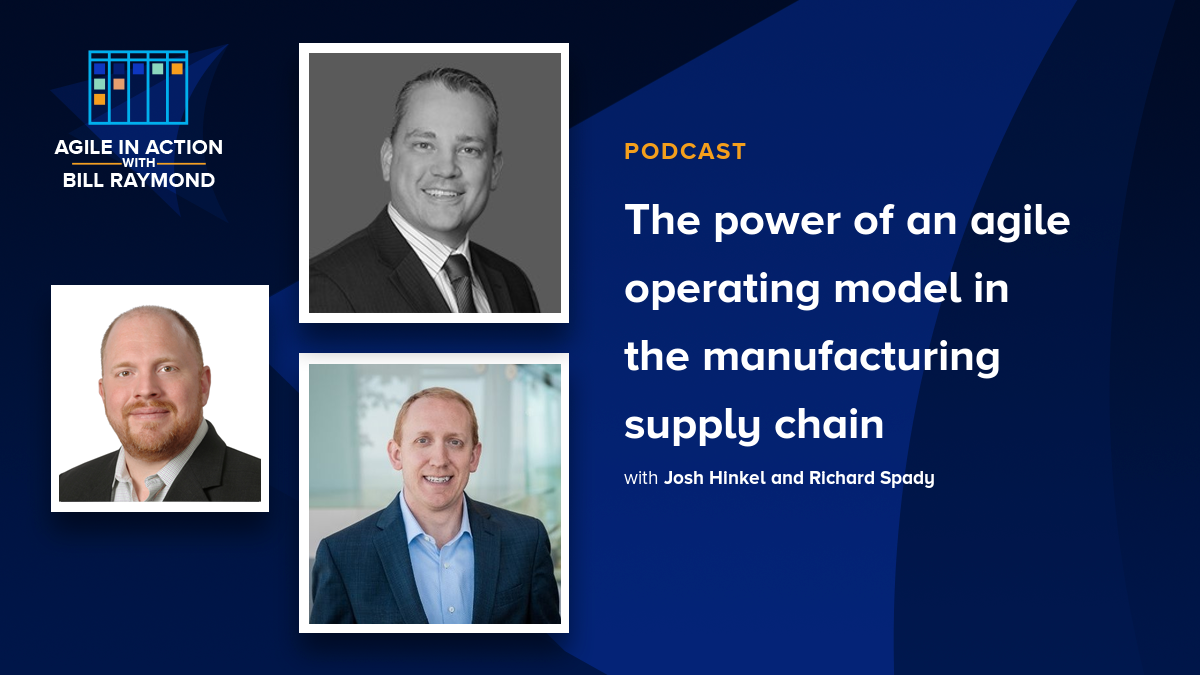 AGILE IN ACTION
WITH
BILL RAYMOND
PODCAST
The power of an agile
operating model in
the manufacturing
supply chain
with Josh Hinkel and Richard Spady